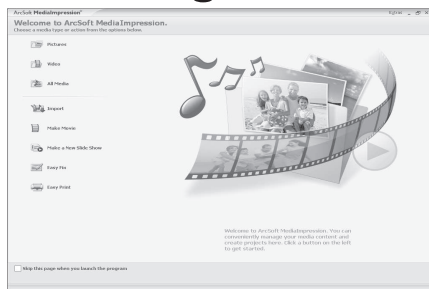 ArcSoft MediaImpression™
Welcome to ArcSoft MediaImpression.
Choose a media type or action from the options below.
Pictures
Video
All Media
Import
Make Movie
Make a New Slide Show
Easy Fix
Easy Print
Welcome to ArcSoft MediaImpression. You can
conveniently manage your media content and
create projects here. Click a button on the left
to get started.
Skip this page when you launch the program